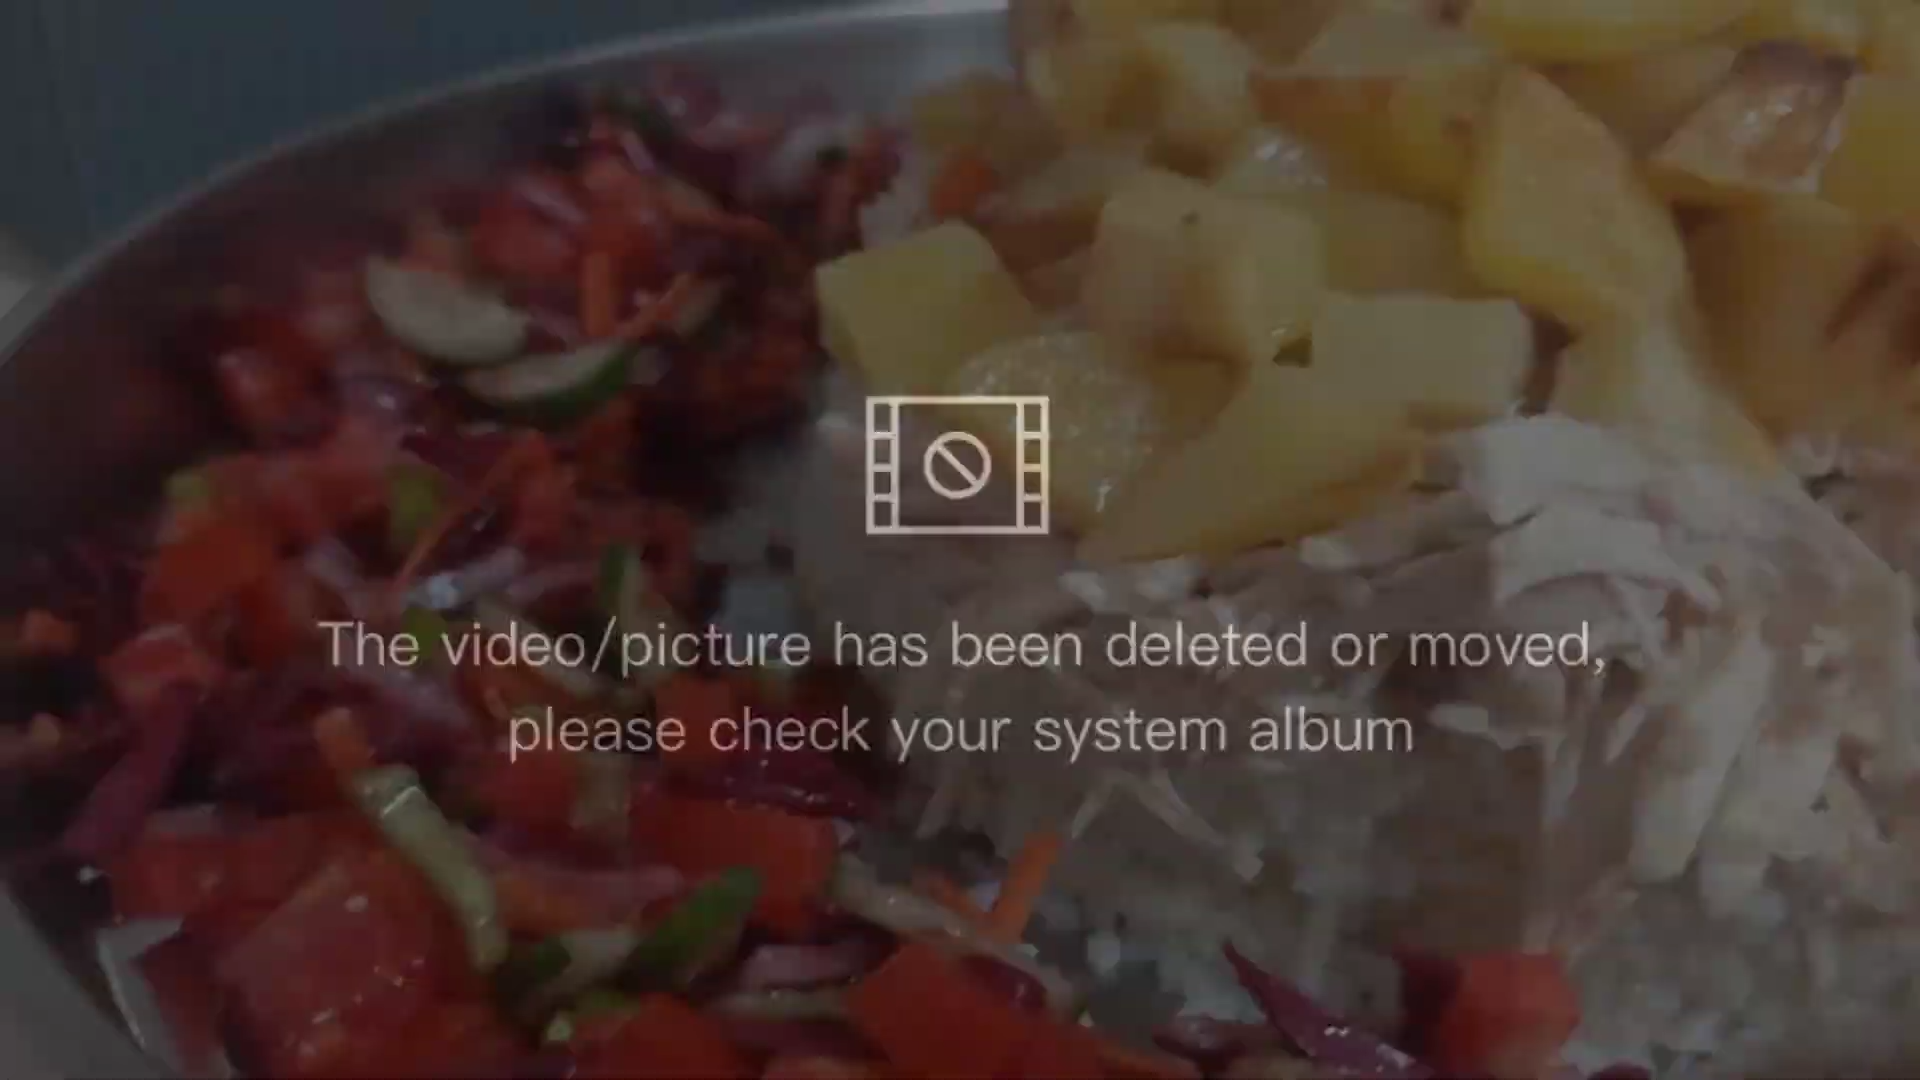 The video/picture has been deleted or moved,
please check your system album